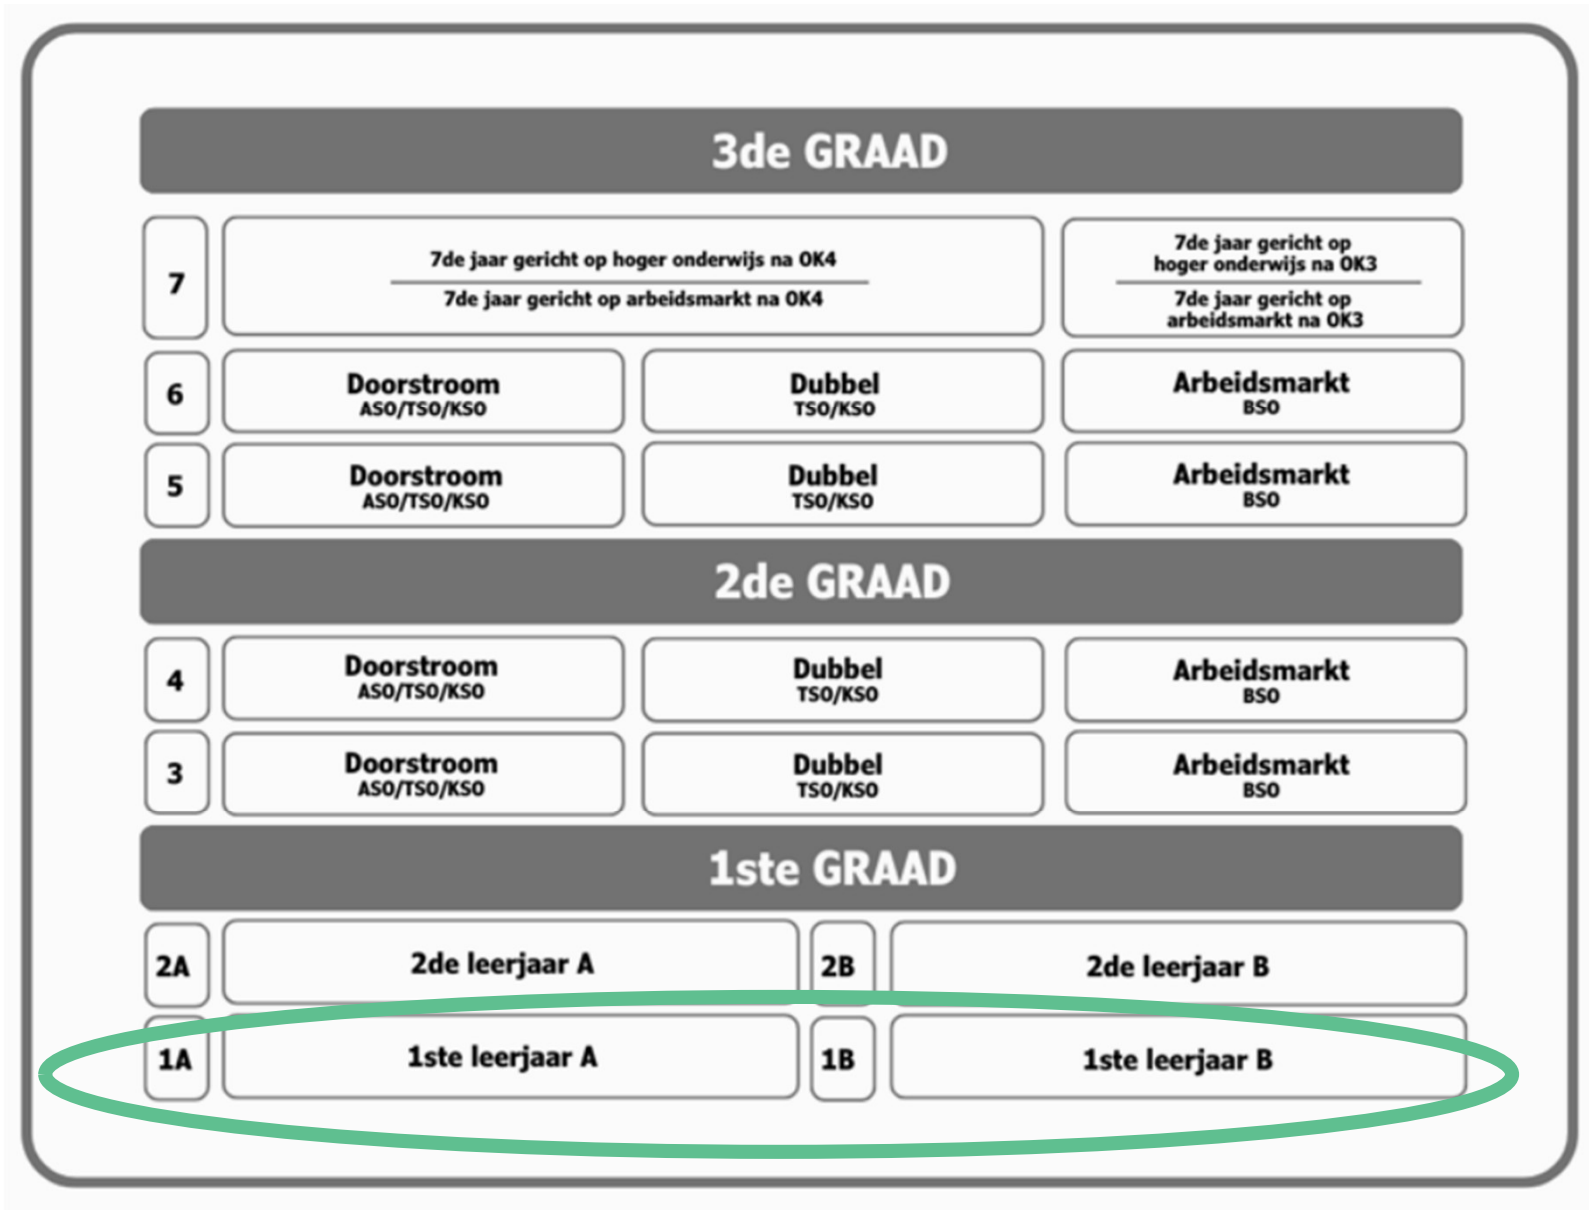 3de GRAAD
7
7de jaar gericht op hoger onderwijs na OK4
7de jaar gericht op arbeidsmarkt na OK4
7de jaar gericht op
hoger onderwijs na OK3
7de jaar gericht op
arbeidsmarkt na OK3
6
Doorstroom
ASO/TSO/KSO
Dubbel
TSO/KSO
Arbeidsmarkt
BSO
5
Doorstroom
ASO/TSO/KSO
Dubbel
TSO/KSO
Arbeidsmarkt
BSO
2de GRAAD
4
Doorstroom
ASO/TSO/KSO
Dubbel
TSO/KSO
Arbeidsmarkt
BSO
3
Doorstroom
ASO/TSO/KSO
Dubbel
TSO/KSO
Arbeidsmarkt
BSO
1ste GRAAD
2A
2de leerjaar A
2B
2de leerjaar B
1A
1ste leerjaar A
1B
1ste leerjaar B